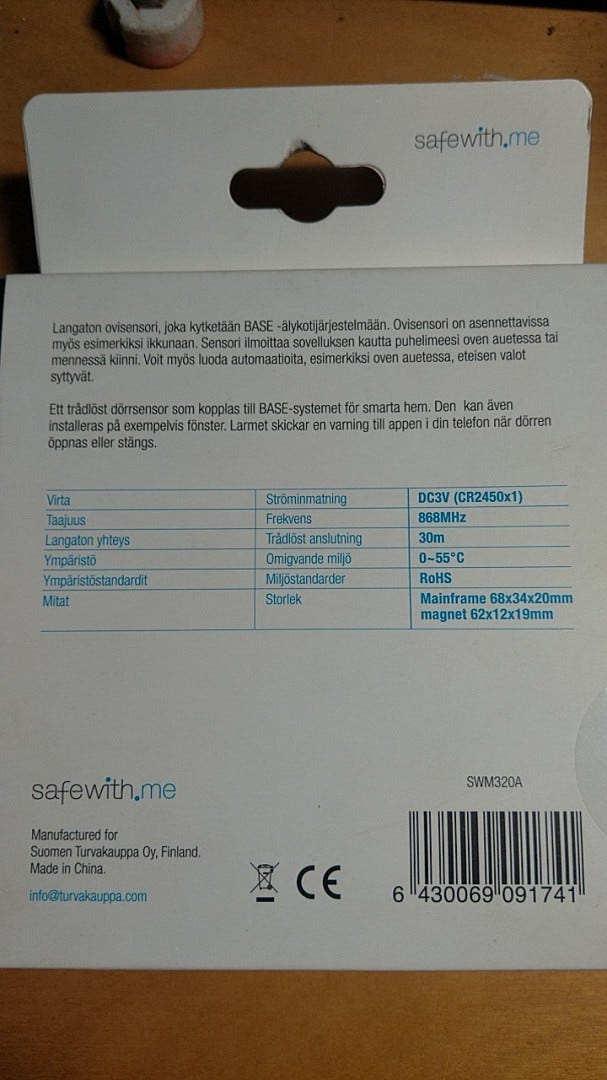 safewith.me
Langaton ovisensori, joka kytketään BASE -älykotijärjestelmään. Ovisensori on asennettavissa
myös esimerkiksi ikkunaan. Sensori ilmoittaa sovelluksen kautta puhelimeesi oven auetessa tai
mennessä kiinni. Voit myös luoda automaatioita, esimerkiksi oven auetessa, eteisen valot
syttyvät.
Ett trådlöst dörrsensor som kopplas till BASE-systemet för smarta hem. Den kan även
installeras på exempelvis fönster. Larmet skickar en varning till appen i din telefon när dörren
öppnas eller stängs.
Virta Ströminmatning DC3V (CR2450x1)
Taajuus Frekvens 868MHz
Langaton yhteys Trådlöst anslutning 30m
Ympäristö Omigvande miljö 0~55°C
Ympäristöstandardit Miljöstandarder RoHS
Mitat Storlek Mainframe 68x34x20mm
magnet 62x12x19mm
safewith.me
SWM320A
Manufactured for
Suomen Turvakauppa Oy, Finland.
Made in China.
info@turvakauppa.com
CE
6 430069 091741